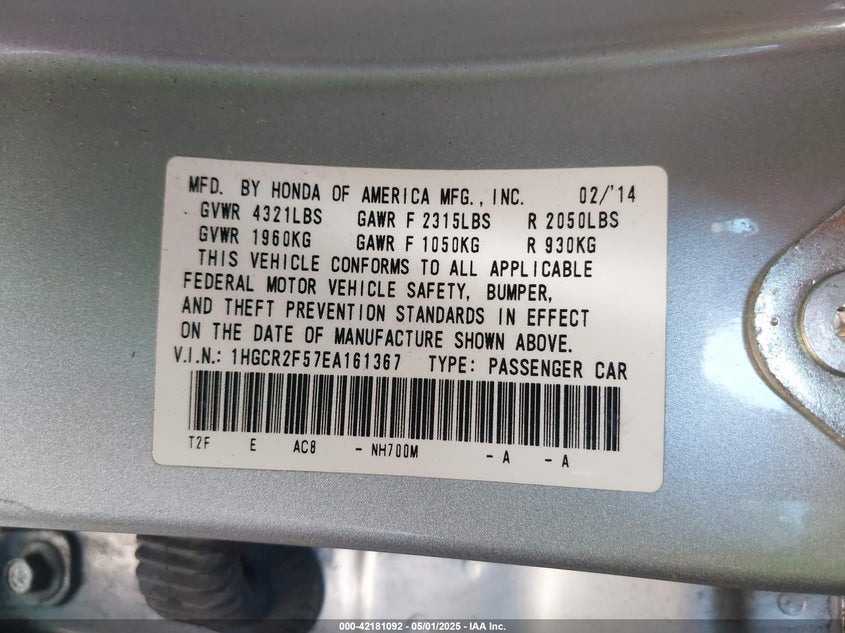 MFD. BY HONDA OF AMERICA MFG., INC. 02/'14
GVWR 4321LBS GAWR F 2315LBS R 2050LBS
GVWR 1960KG GAWR F 1050KG R 930KG
THIS VEHICLE CONFORMS TO ALL APPLICABLE
FEDERAL MOTOR VEHICLE SAFETY, BUMPER,
AND THEFT PREVENTION STANDARDS IN EFFECT
ON THE DATE OF MANUFACTURE SHOWN ABOVE.
V.I.N.: 1HGCR2F57EA161367 TYPE: PASSENGER CAR
T2F E AC8 - NH700M - A - A
000-42181092 - 05/01/2025 - IAA Inc.